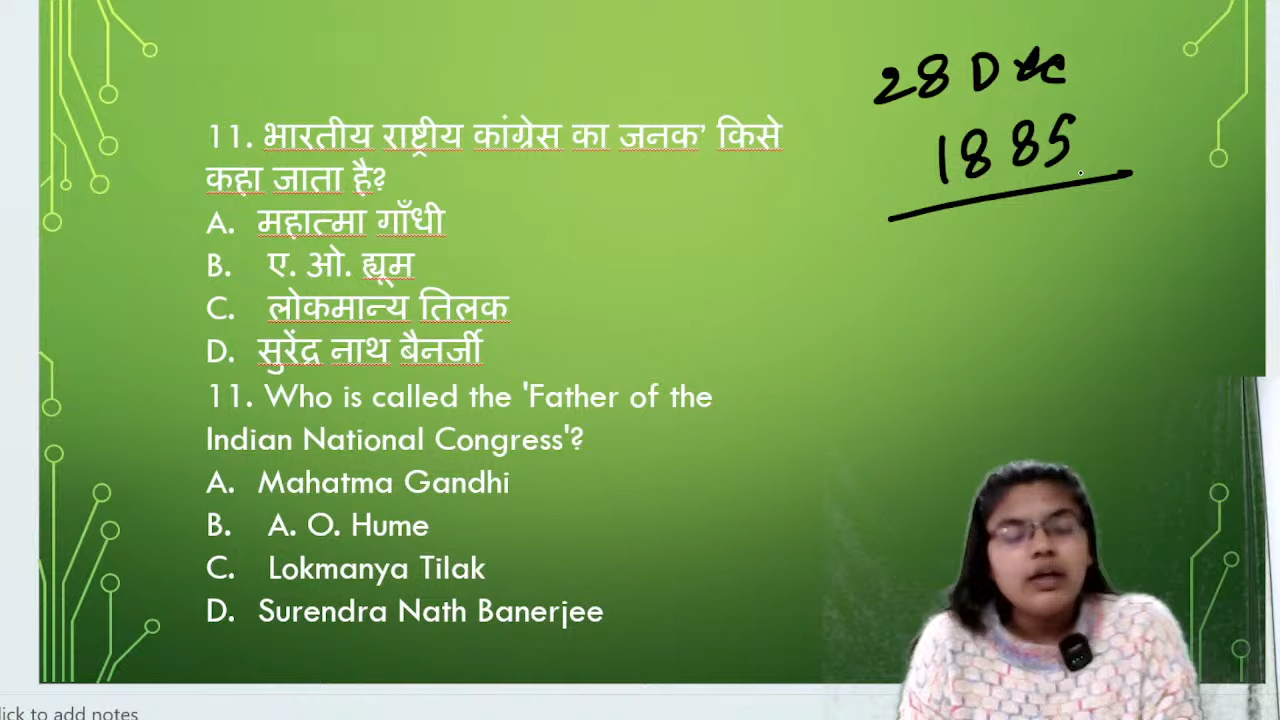 28 Dec
1885
11. भारतीय राष्ट्रीय कांग्रेस का जनक' किसे
कहा जाता है?
A. महात्मा गाँधी
B. ए. ओ. ह्यूम
C. लोकमान्य तिलक
D. सुरेंद्र नाथ बैनर्जी
11. Who is called the 'Father of the
Indian National Congress'?
A. Mahatma Gandhi
B. A. O. Hume
C. Lokmanya Tilak
D. Surendra Nath Banerjee
lick to add notes